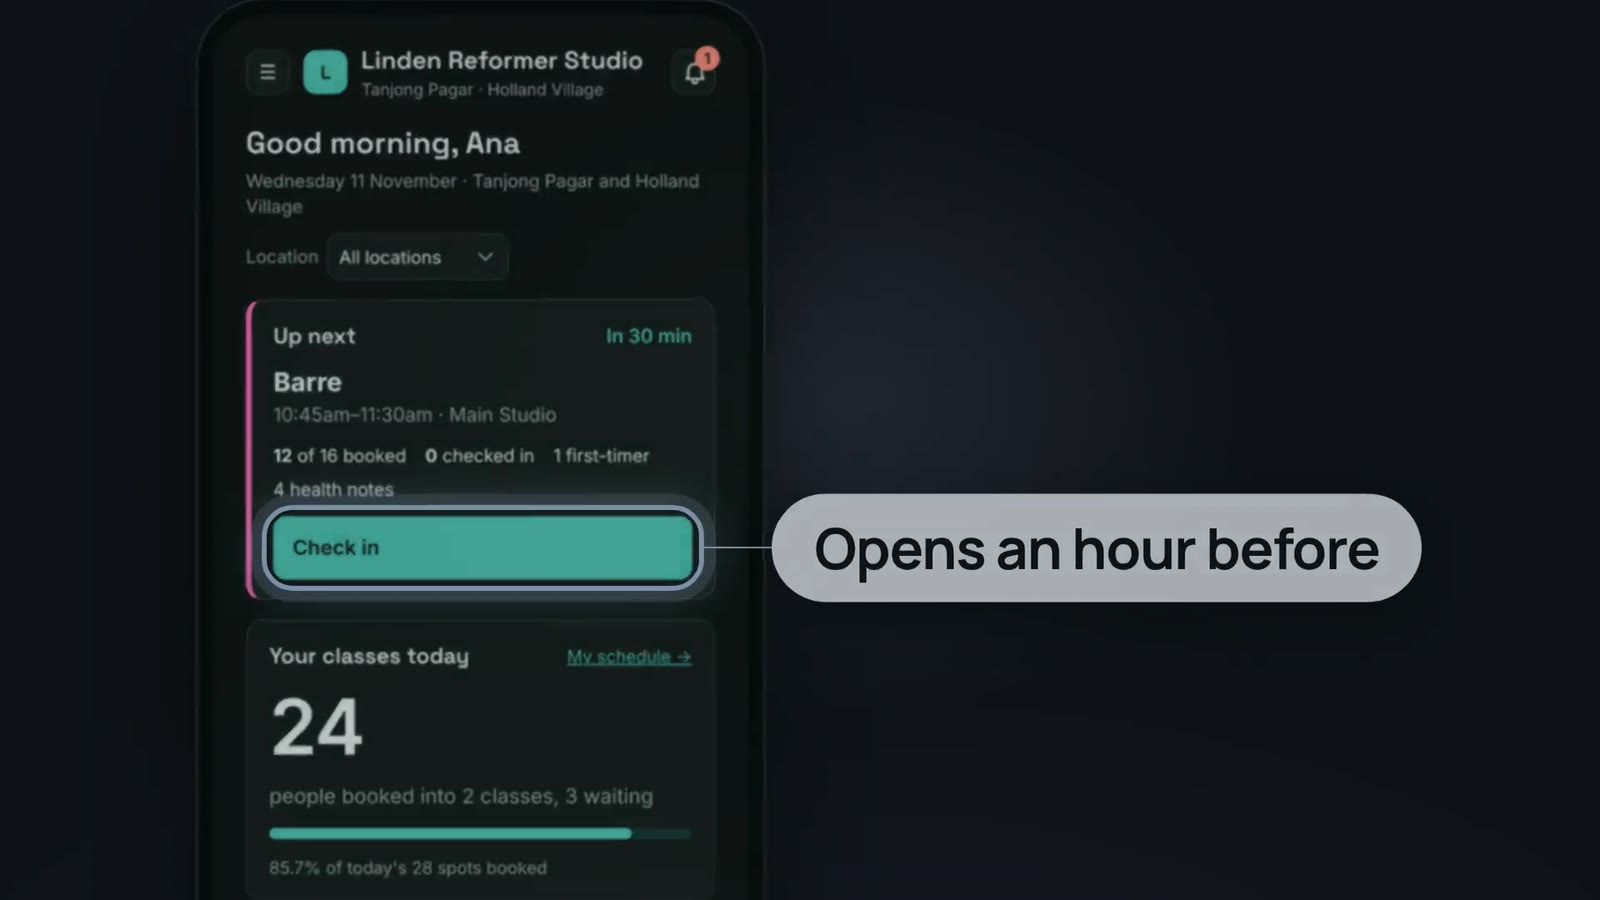 L
Linden Reformer Studio
1
Tanjong Pagar · Holland Village
Good morning, Ana
Wednesday 11 November · Tanjong Pagar and Holland
Village
Location
All locations
Up next
In 30 min
Barre
10:45am–11:30am · Main Studio
12 of 16 booked 0 checked in 1 first-timer
4 health notes
Check in
Opens an hour before
Your classes today
My schedule →
24
people booked into 2 classes, 3 waiting
85.7% of today's 28 spots booked